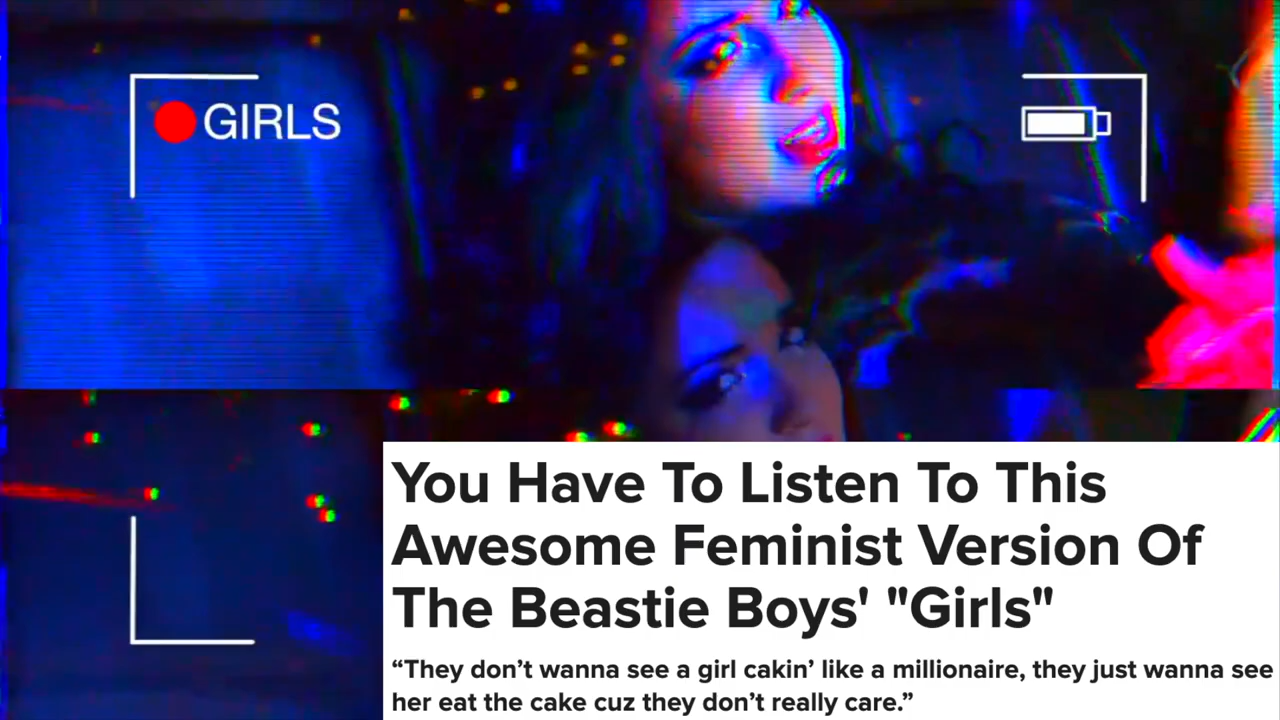 GIRLS
You Have To Listen To This
Awesome Feminist Version Of
The Beastie Boys' "Girls"
“They don’t wanna see a girl cakin’ like a millionaire, they just wanna see
her eat the cake cuz they don’t really care.”